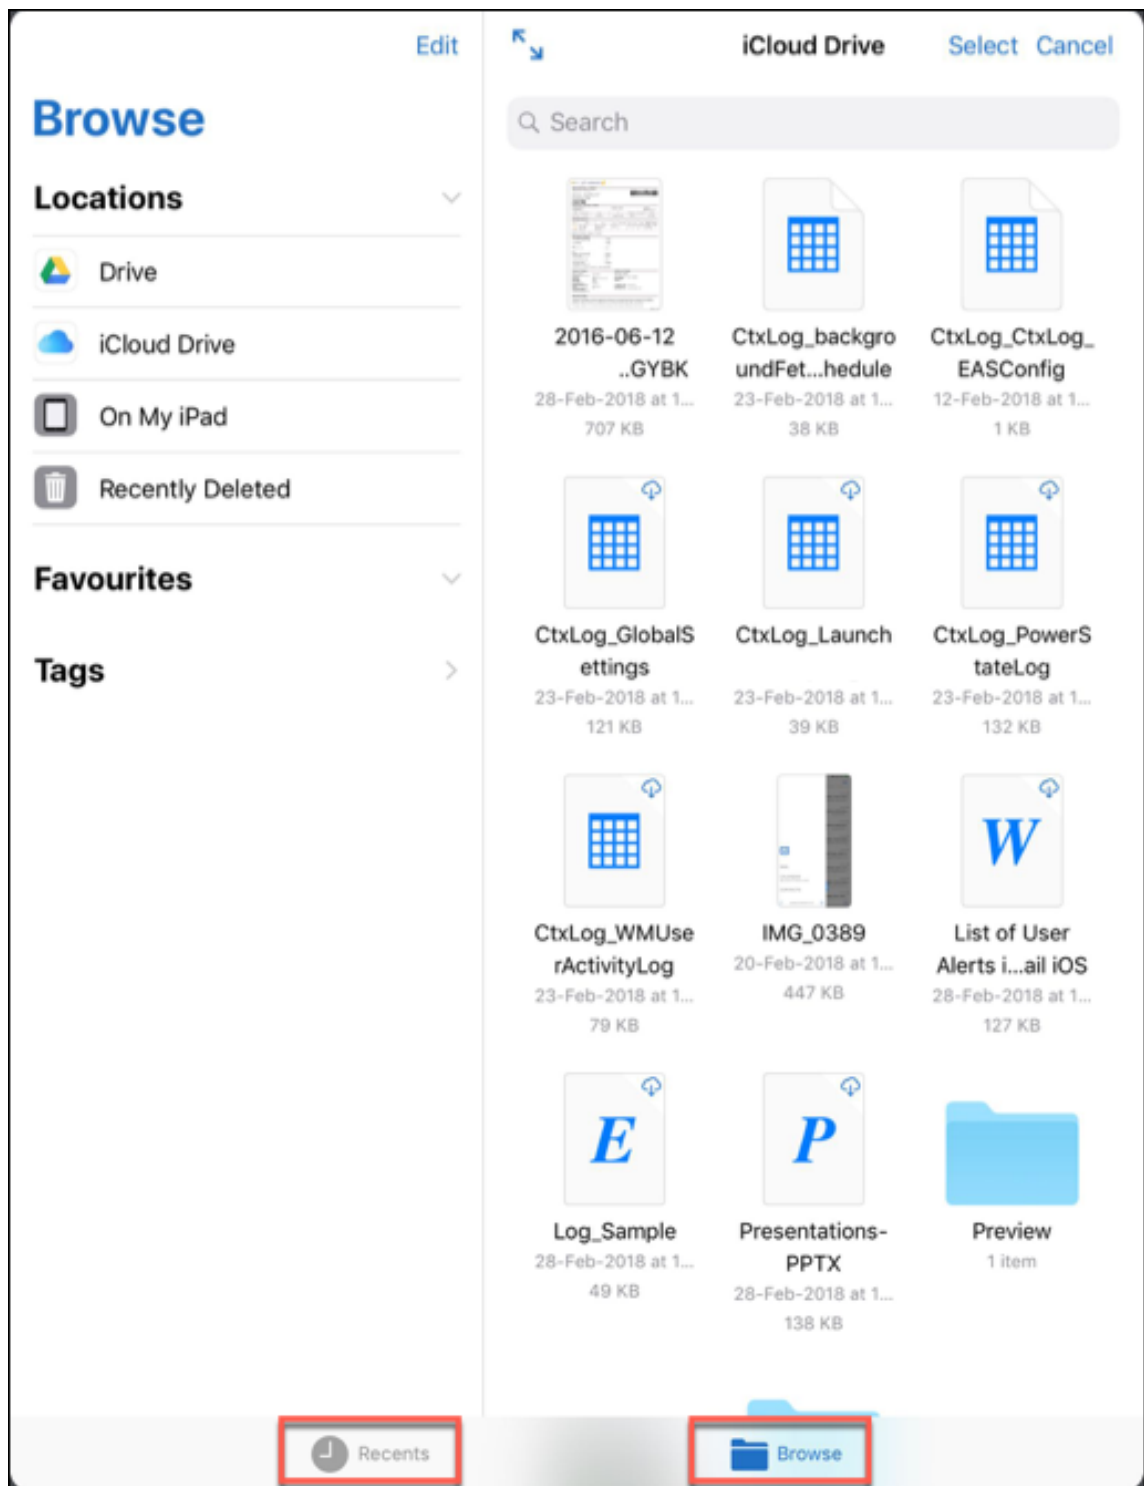 Edit
Browse
Locations
Drive
iCloud Drive
On My iPad
Recently Deleted
Favourites
Tags
iCloud Drive
Select Cancel
Search
2016-06-12
..GYBK
28-Feb-2018 at 1...
707 KB
CtxLog_backgro
undFet...hedule
23-Feb-2018 at 1...
38 KB
CtxLog_CtxLog_
EASConfig
12-Feb-2018 at 1...
1 KB
CtxLog_GlobalS
ettings
23-Feb-2018 at 1...
121 KB
CtxLog_Launch
23-Feb-2018 at 1...
39 KB
CtxLog_PowerS
tateLog
23-Feb-2018 at 1...
132 KB
CtxLog_WMUse
rActivityLog
23-Feb-2018 at 1...
79 KB
IMG_0389
20-Feb-2018 at 1...
447 KB
W
List of User
Alerts i...ail iOS
28-Feb-2018 at 1...
127 KB
E
Log_Sample
28-Feb-2018 at 1...
49 KB
P
Presentations-
PPTX
28-Feb-2018 at 1...
138 KB
Preview
1 item
Recents
Browse